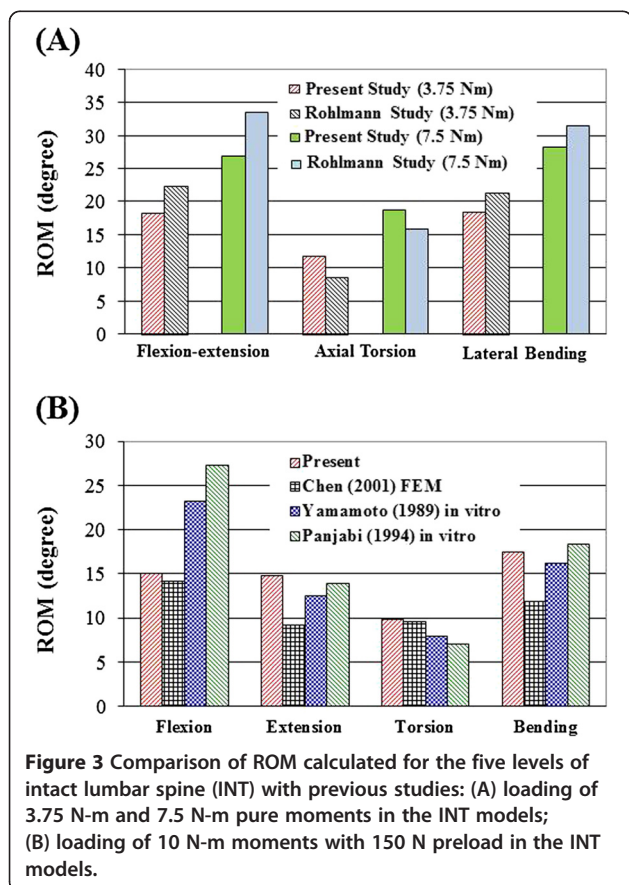 (A)
ROM (degree)
40
35
30
25
20
15
10
5
0
Present Study (3.75 Nm)
Rohlmann Study (3.75 Nm)
Present Study (7.5 Nm)
Rohlmann Study (7.5 Nm)
Flexion-extension
Axial Torsion
Lateral Bending
(B)
ROM (degree)
30
25
20
15
10
5
0
Present
Chen (2001) FEM
Yamamoto (1989) in vitro
Panjabi (1994) in vitro
Flexion
Extension
Torsion
Bending
Figure 3 Comparison of ROM calculated for the five levels of
intact lumbar spine (INT) with previous studies: (A) loading of
3.75 N-m and 7.5 N-m pure moments in the INT models;
(B) loading of 10 N-m moments with 150 N preload in the INT
models.